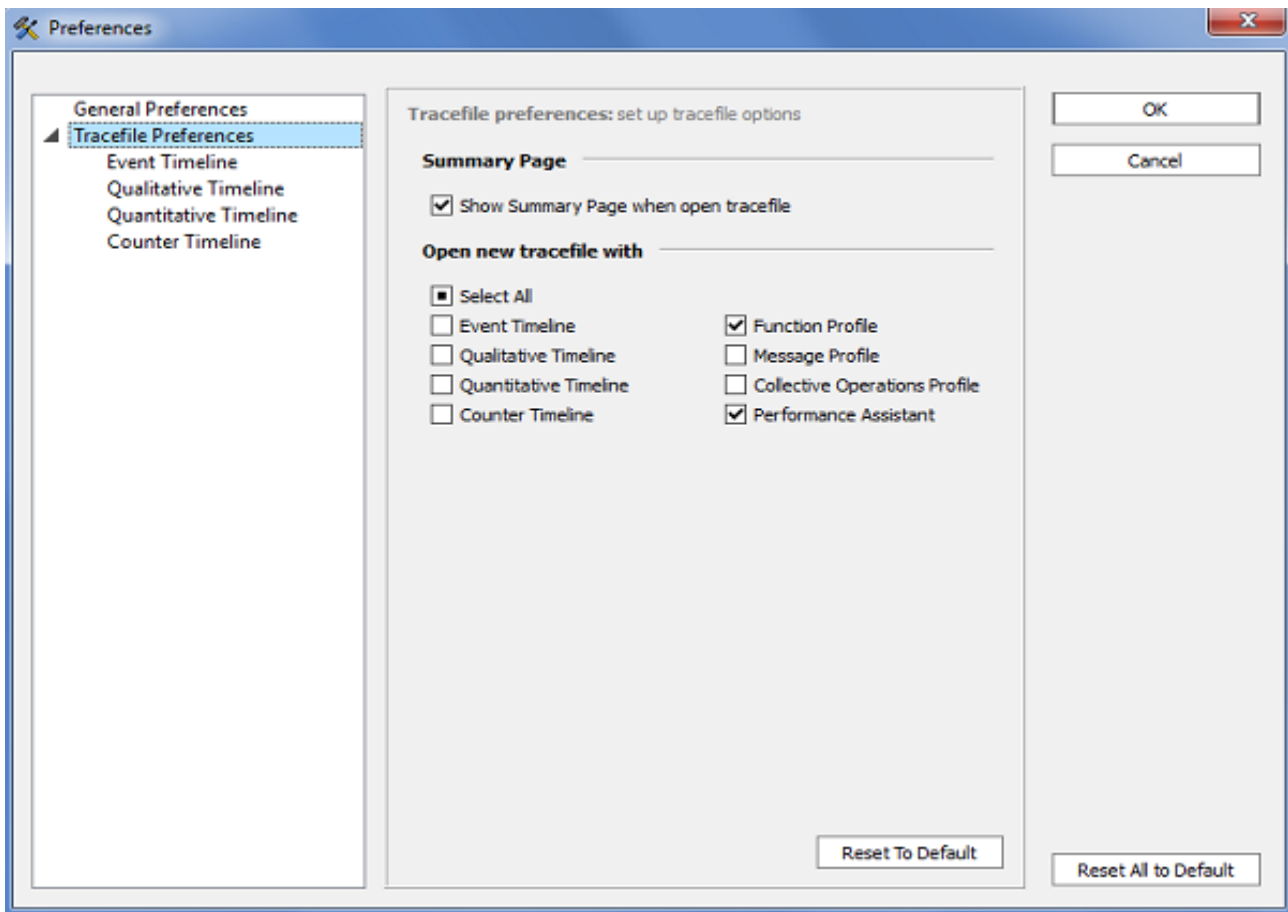 Preferences
General Preferences
Tracefile Preferences
Event Timeline
Qualitative Timeline
Quantitative Timeline
Counter Timeline
Tracefile preferences: set up tracefile options
Summary Page
Show Summary Page when open tracefile
Open new tracefile with
Select All
Event Timeline
Function Profile
Qualitative Timeline
Message Profile
Quantitative Timeline
Collective Operations Profile
Counter Timeline
Performance Assistant
Reset To Default
OK
Cancel
Reset All to Default